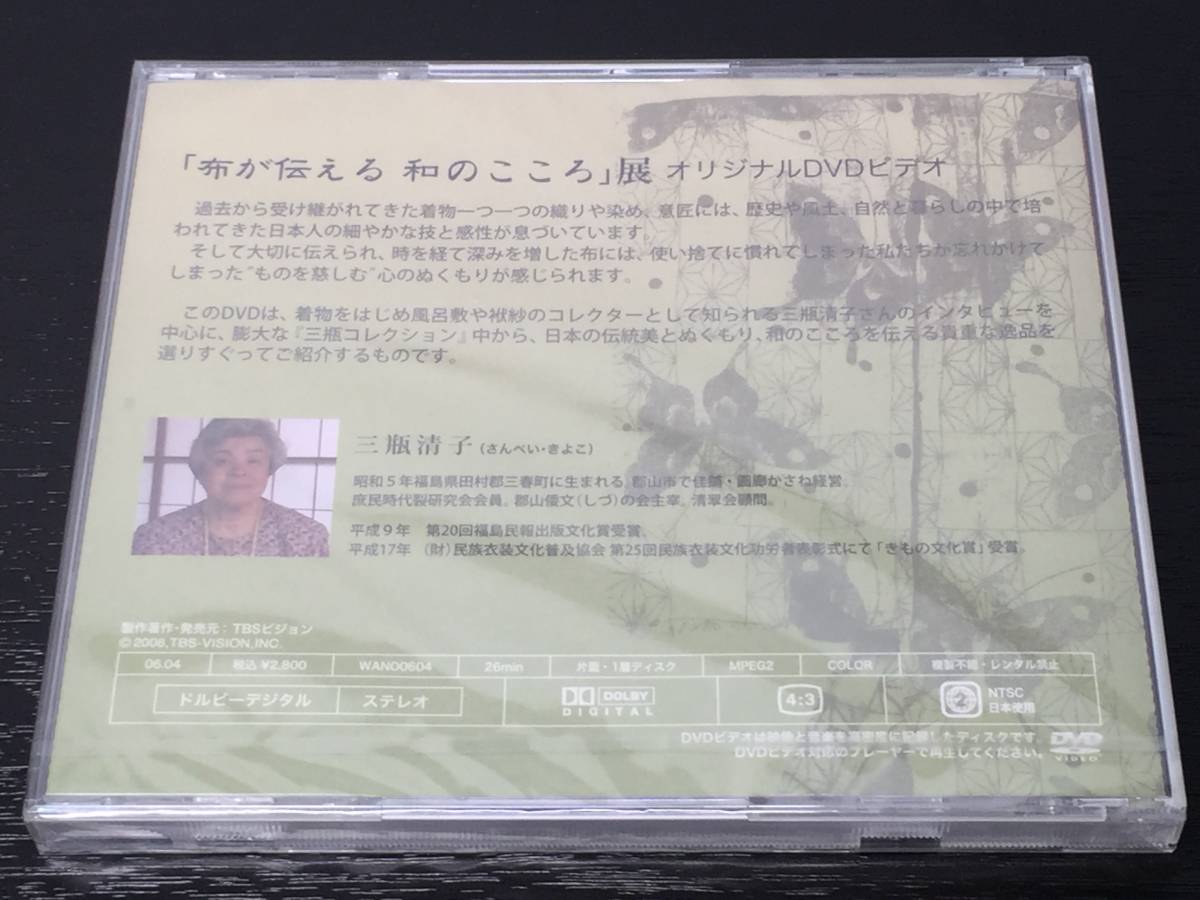 「布が伝える 和のこころ」展 オリジナルDVDビデオ
過去から受け継がれてきた着物一つ一つの織りや染め、意匠には、歴史や風土、自然と暮らしの中で培
われてきた日本人の細やかな技と感性が息づいています。
そして大切に伝えられ、時を経て深みを増した布には、使い捨てに慣れてしまった私たちが忘れかけて
しまった"ものを慈しむ"心のぬくもりが感じられます。
このDVDは、着物をはじめ風呂敷や袱紗のコレクターとして知られる三瓶清子さんのインタビューを
中心に、膨大な『三瓶コレクション』中から、日本の伝統美とぬくもり、和のこころを伝える貴重な逸品を
選りすぐってご紹介するものです。
三瓶清子(さんぺい・きよこ)
昭和5年福島県田村郡三春町に生まれる。郡山市で佳舗・画廊かさね経営。
庶民時代裂研究会会員。郡山倭文(しづ)の会主宰。清翠会顧問。
平成9年 第20回福島民報出版文化賞受賞。
平成17年 (財)民族衣装文化普及協会 第25回民族衣装文化功労者表彰式にて「きもの文化賞」受賞。
製作著作・発売元:TBSビジョン
©2006,TBS-VISION,INC.
06.04 税込¥2,800 WANO0604 26min 片面・1層ディスク MPEG2 COLOR 複製不能・レンタル禁止
ドルビーデジタル ステレオ DOLBY DIGITAL 4:3 2 NTSC 日本使用
DVDビデオは映像と音楽を高密度に記録したディスクです。
DVDビデオ対応のプレーヤーで再生してください。
DVD VIDEO